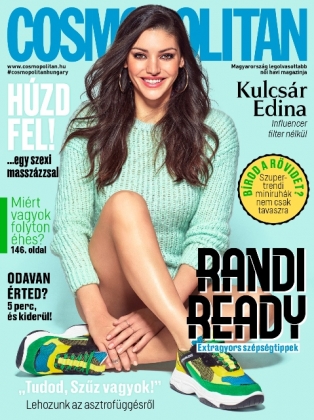 COSMOPOLITAN
www.cosmopolitan.hu
#cosmopolitanhungary
Magyarország legolvasottabb
női havi magazinja
HÚZD
FEL!
...egy szexi
masszázzsal
Kulcsár
Edina
Influencer
filter nélkül
BÍROD A RÖVIDET?
Szuper-
trendi
miniruhák
nem csak
tavaszra
Miért
vagyok
folyton
éhes?
146. oldal
ODAVAN
ÉRTED?
5 perc,
és kiderül!
RANDI
READY
Extragyors szépségtippek
„Tudod, Szűz vagyok!”
Lehozunk az asztrofüggésről